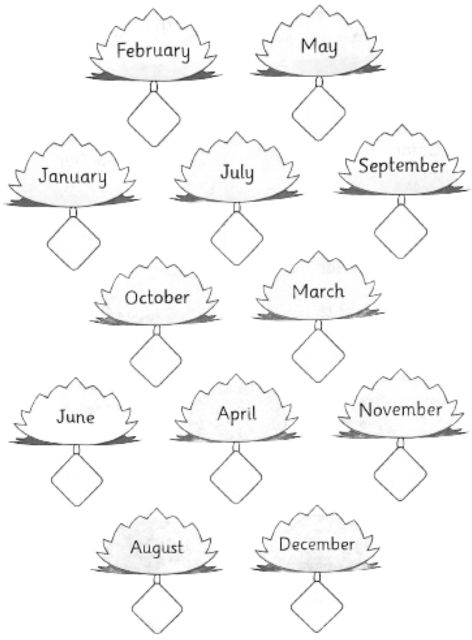 February May
January July September
October March
June April November
August December